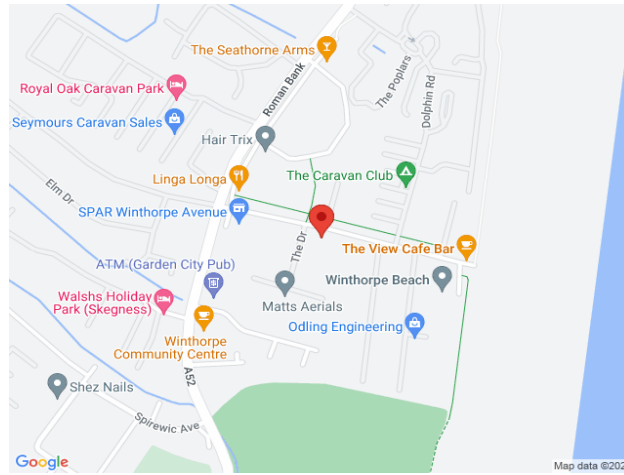 The Seathorne Arms
Royal Oak Caravan Park
Roman Bank
The Poplars
Dolphin Rd
Seymours Caravan Sales
Hair Trix
Linga Longa
The Caravan Club
Elm Dr
SPAR Winthorpe Avenue
The Dr
The View Cafe Bar
ATM (Garden City Pub)
Winthorpe Beach
Walshs Holiday
Park (Skegness)
Matts Aerials
Odling Engineering
Winthorpe
Community Centre
A52
Shez Nails
Spirewic Ave
Google
Map data ©202